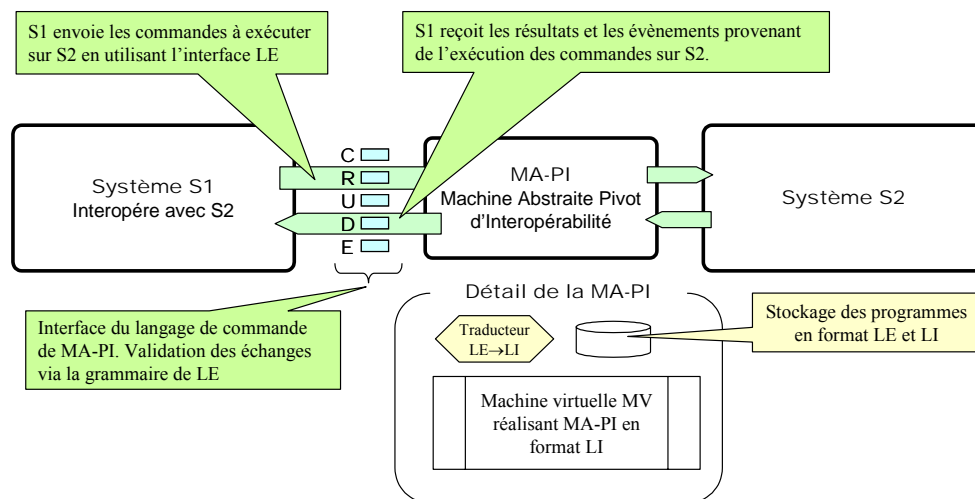 S1 envoie les commandes à exécuter
sur S2 en utilisant l'interface LE
S1 reçoit les résultats et les évènements provenant
de l'exécution des commandes sur S2.
Système S1
Interopére avec S2
C
R
U
D
E
MA-PI
Machine Abstraite Pivot
d'Interopérabilité
Système S2
Interface du langage de commande
de MA-PI. Validation des échanges
via la grammaire de LE
Détail de la MA-PI
Traducteur
LE→LI
Stockage des programmes
en format LE et LI
Machine virtuelle MV
réalisant MA-PI en
format LI